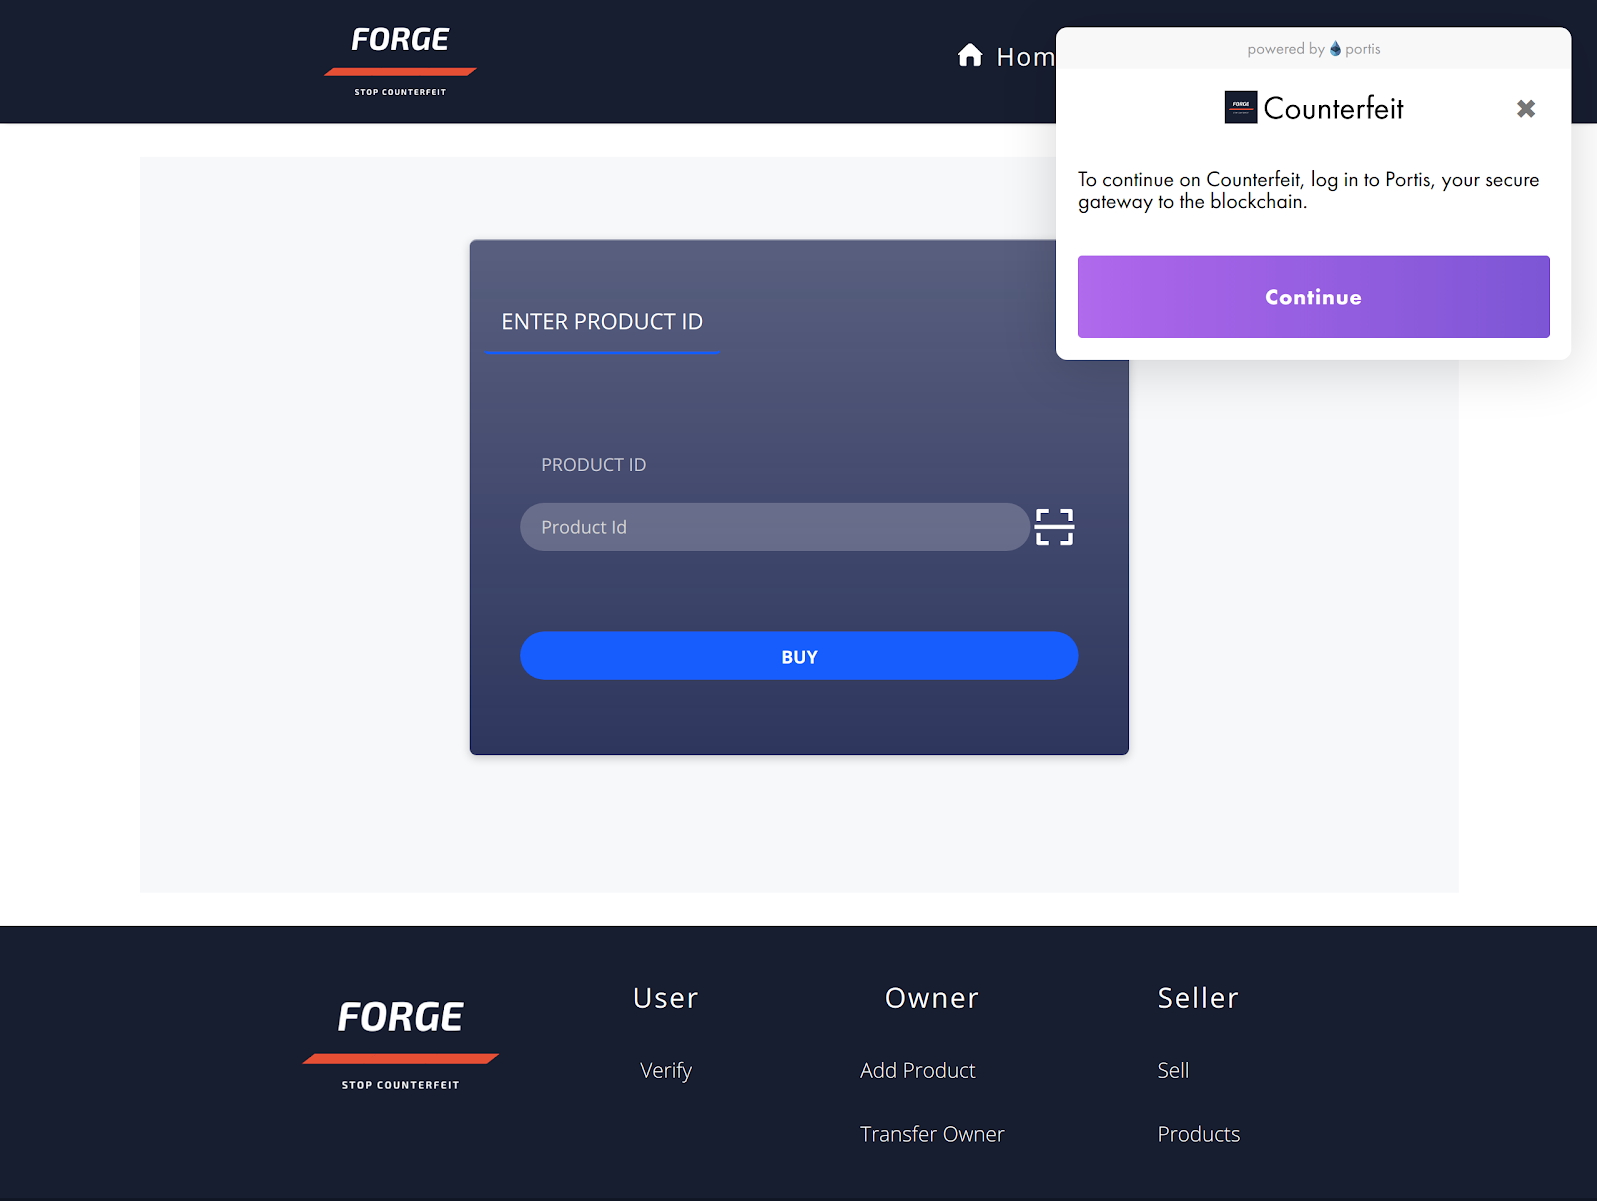 FORGE
STOP COUNTERFEIT
Hom
powered by portis
FORGE
Counterfeit
To continue on Counterfeit, log in to Portis, your secure
gateway to the blockchain.
Continue
ENTER PRODUCT ID
PRODUCT ID
Product Id
BUY
FORGE
STOP COUNTERFEIT
User
Verify
Owner
Add Product
Transfer Owner
Seller
Sell
Products